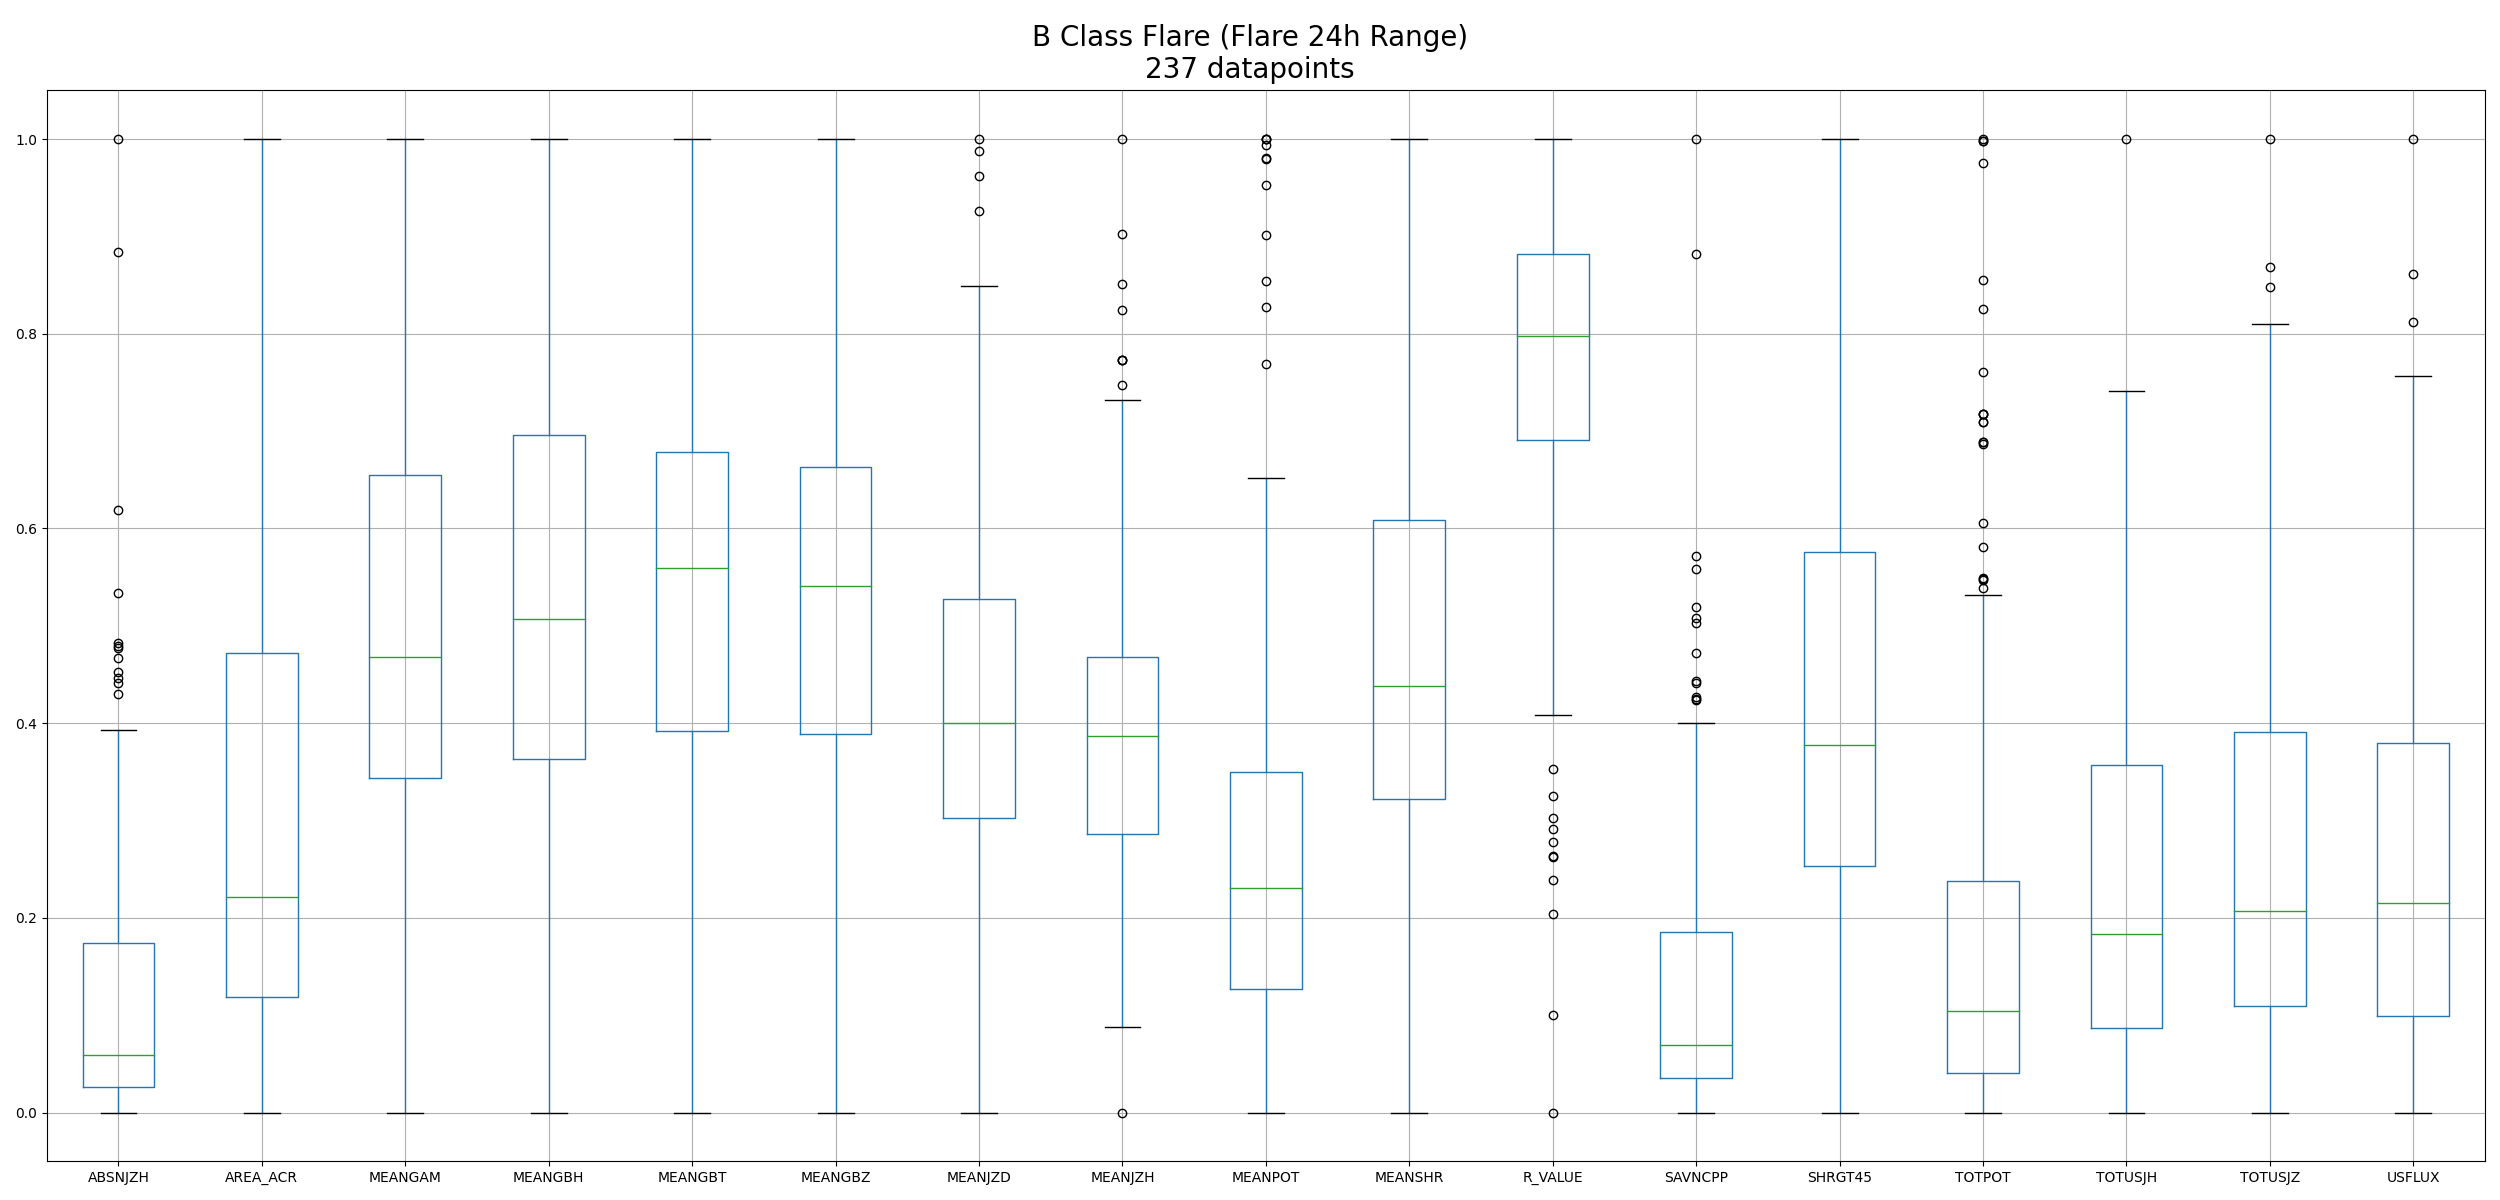 B Class Flare (Flare 24h Range)
237 datapoints
1.0
0.8
0.6
0.4
0.2
0.0
ABSNJZH AREA_ACR MEANGAM MEANGBH MEANGBT MEANGBZ MEANJZD MEANJZH MEANPOT MEANSHR R_VALUE SAVNCPP SHRGT45 TOTPOT TOTUSJH TOTUSJZ USFLUX